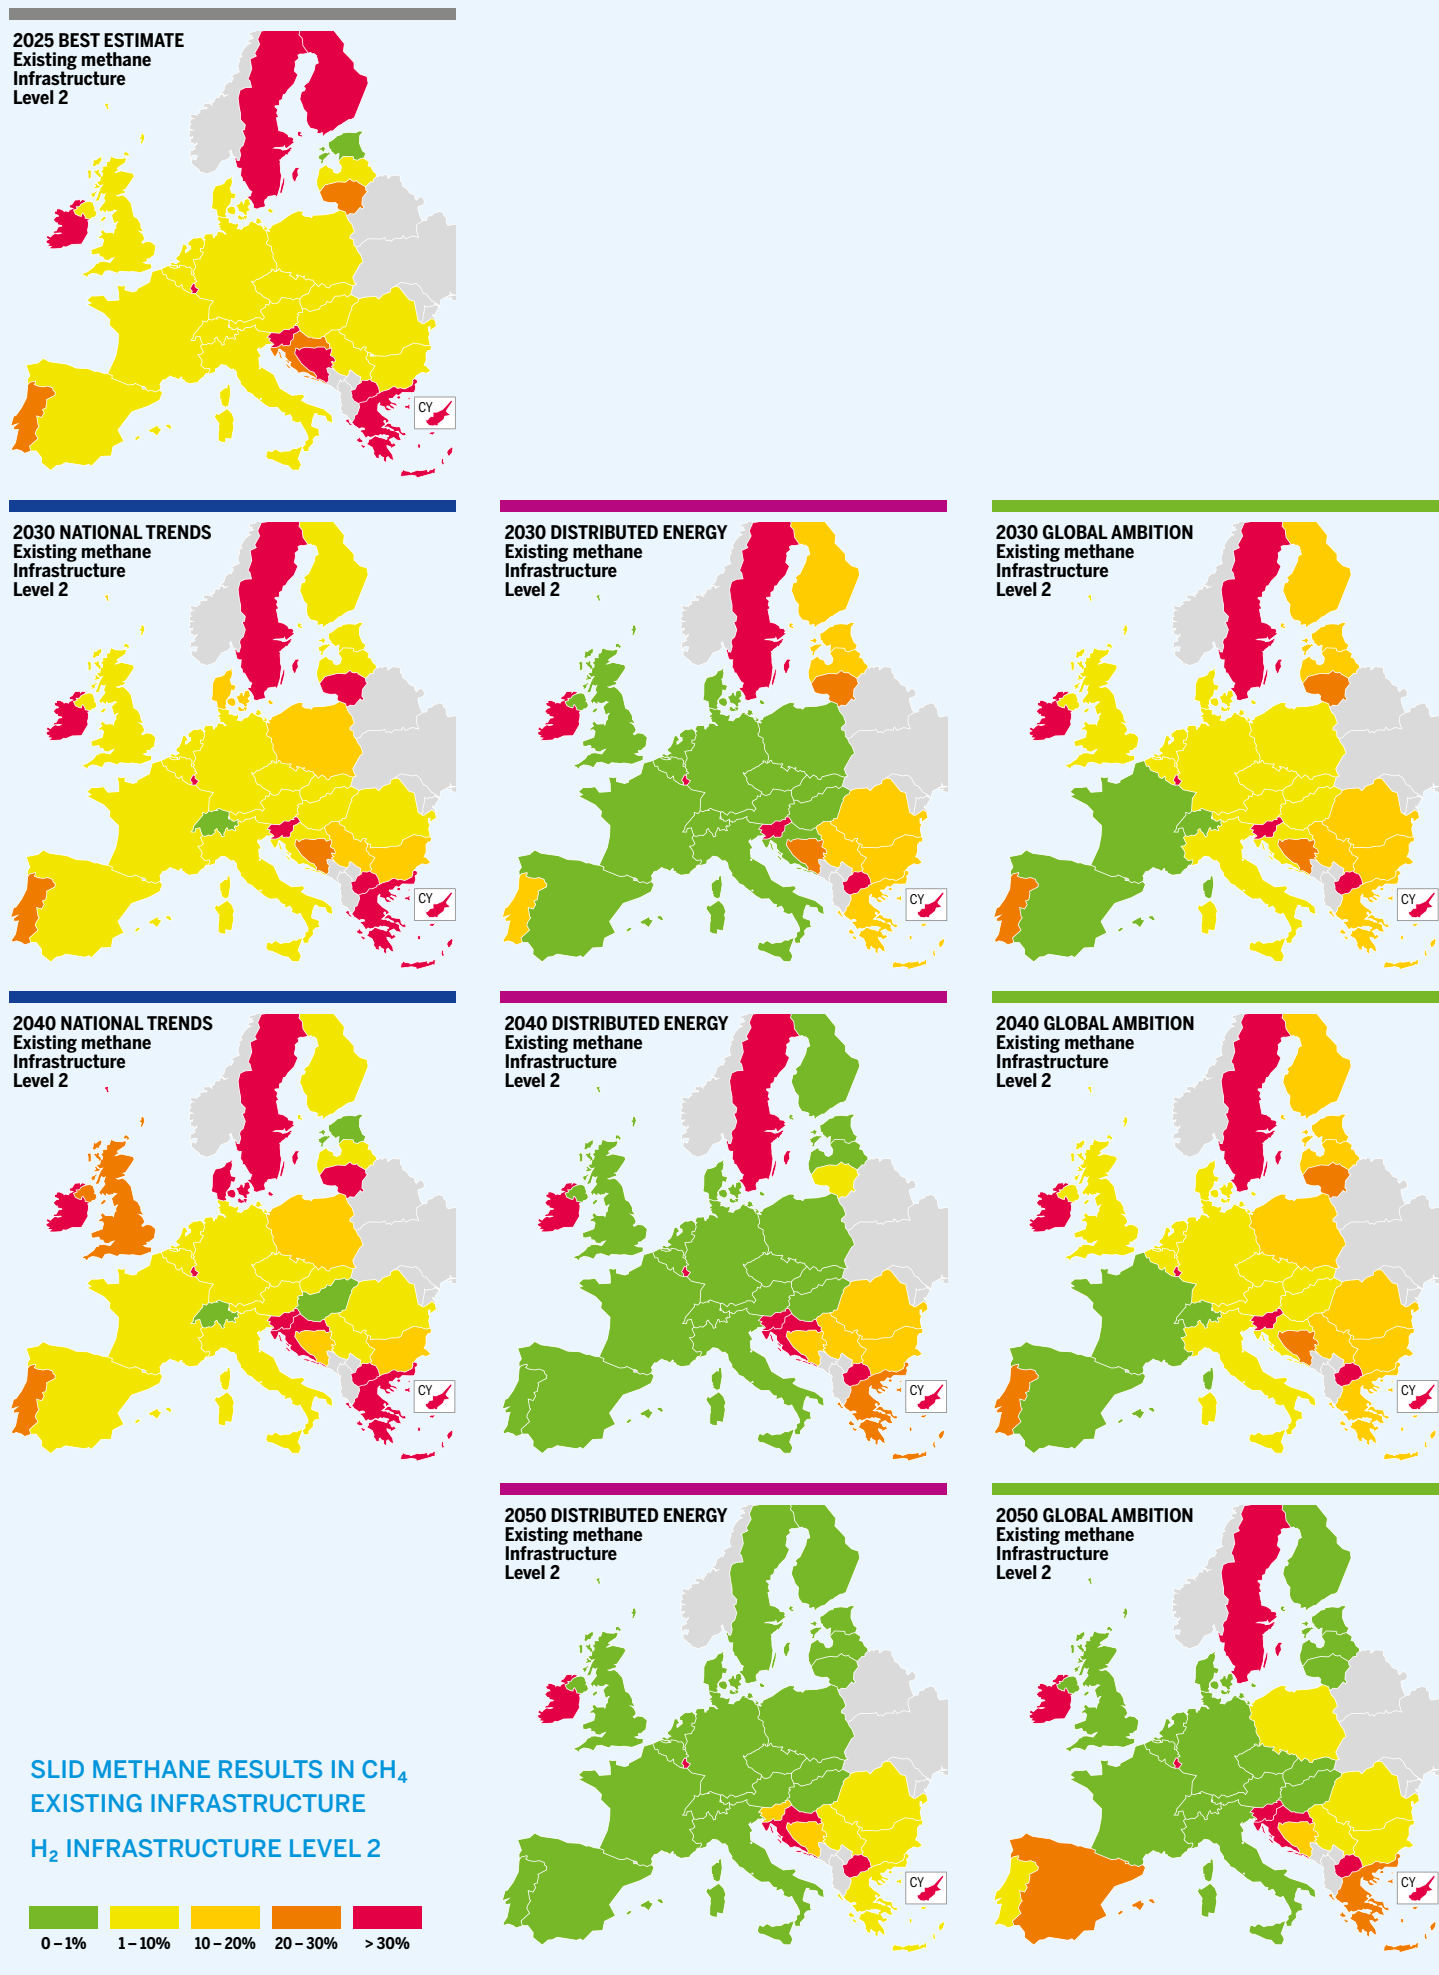 2025 BEST ESTIMATE
Existing methane
Infrastructure
Level 2
CY
2030 NATIONAL TRENDS
Existing methane
Infrastructure
Level 2
CY
2030 DISTRIBUTED ENERGY
Existing methane
Infrastructure
Level 2
CY
2030 GLOBAL AMBITION
Existing methane
Infrastructure
Level 2
CY
2040 NATIONAL TRENDS
Existing methane
Infrastructure
Level 2
CY
2040 DISTRIBUTED ENERGY
Existing methane
Infrastructure
Level 2
CY
2040 GLOBAL AMBITION
Existing methane
Infrastructure
Level 2
CY
2050 DISTRIBUTED ENERGY
Existing methane
Infrastructure
Level 2
CY
2050 GLOBAL AMBITION
Existing methane
Infrastructure
Level 2
CY
SLID METHANE RESULTS IN CH₄
EXISTING INFRASTRUCTURE
H₂ INFRASTRUCTURE LEVEL 2
0–1% 1–10% 10–20% 20–30% >30%